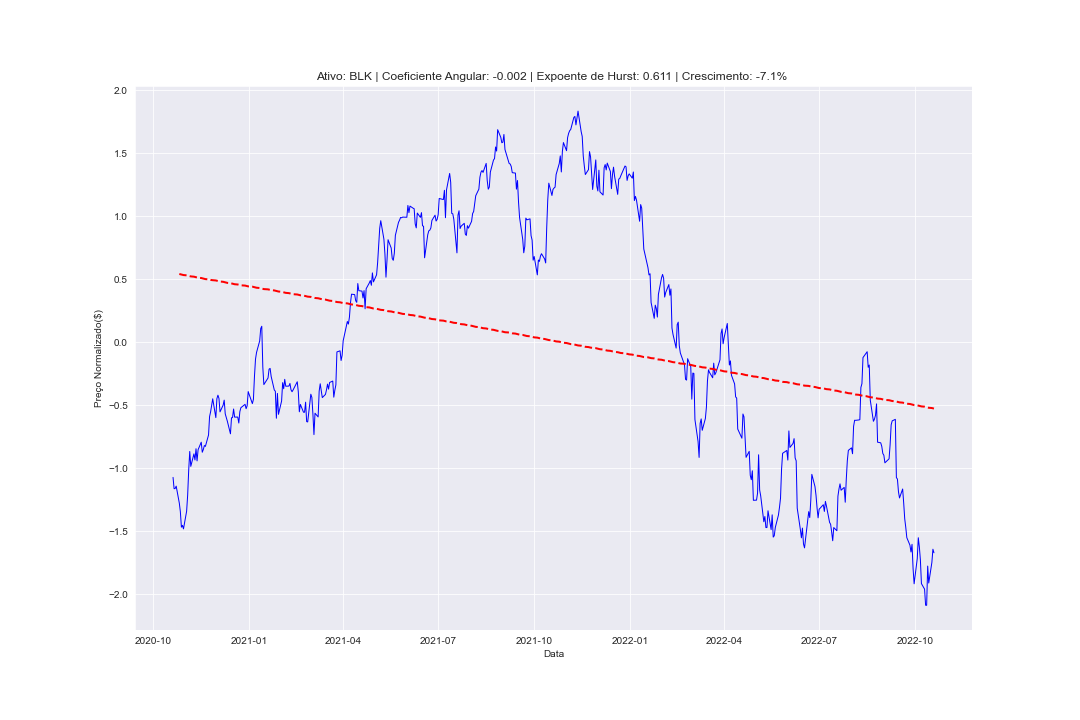 Ativo: BLK | Coeficiente Angular: -0.002 | Expoente de Hurst: 0.611 | Crescimento: -7.1%
2.0
1.5
1.0
0.5
0.0
−0.5
−1.0
−1.5
−2.0
Preço Normalizado($)
2020-10 2021-01 2021-04 2021-07 2021-10 2022-01 2022-04 2022-07 2022-10
Data